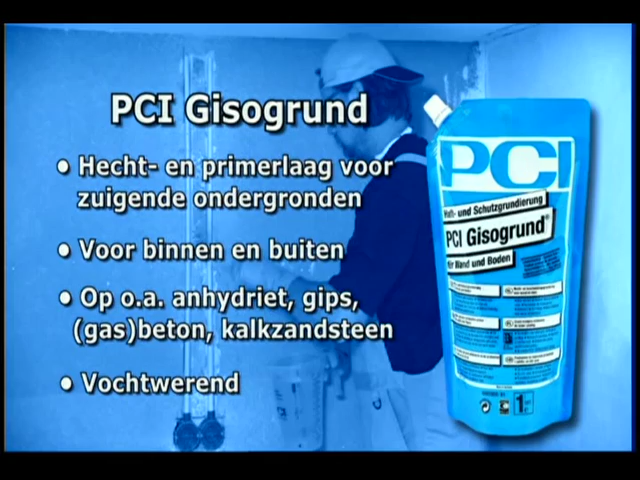 PCI Gisogrund
• Hecht- en primerlaag voor
zuigende ondergronden
• Voor binnen en buiten
• Op o.a. anhydriet, gips,
(gas)beton, kalkzandsteen
• Vochtwerend
PCI
Haft- und Schutzgrundierung
PCI Gisogrund®
für Wand und Boden
1